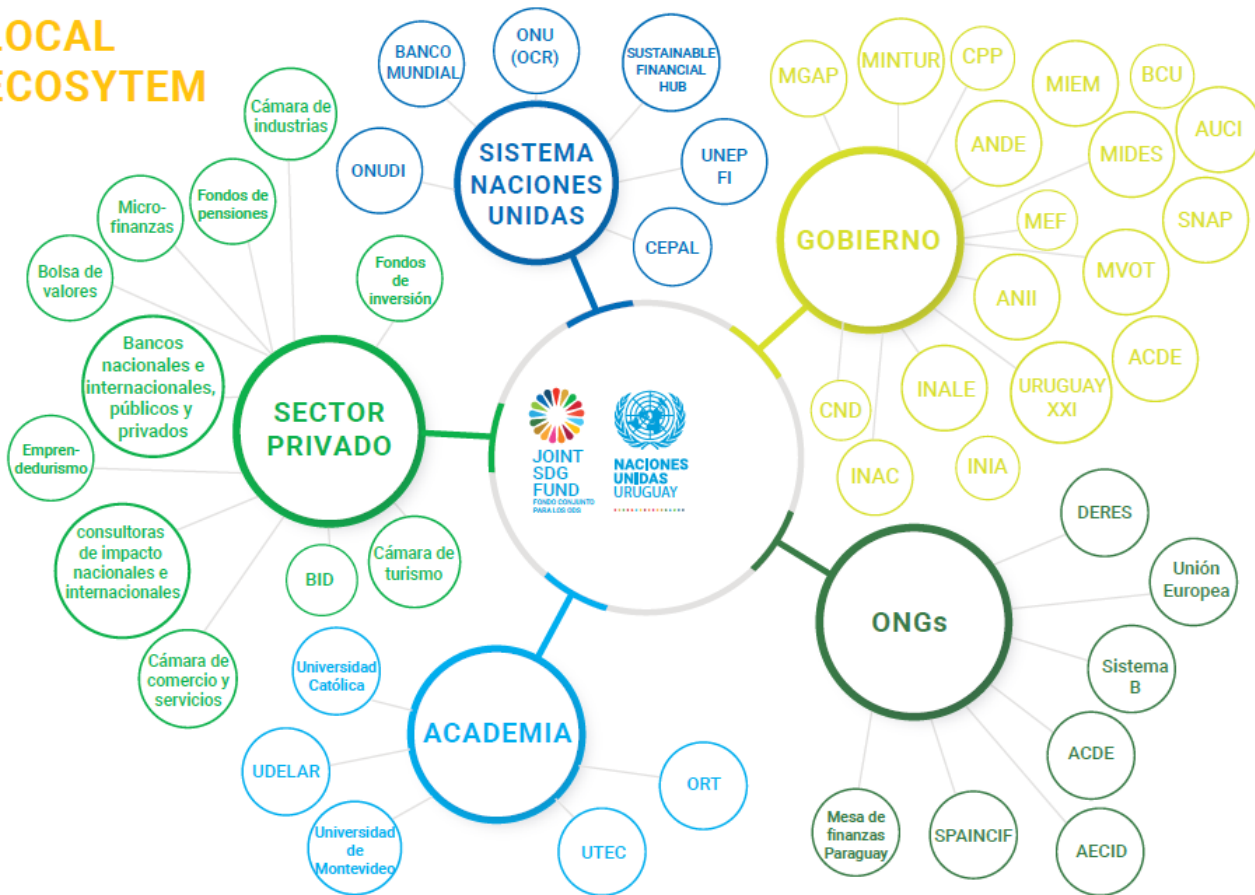 LOCAL
ECOSYTEM
BANCO
MUNDIAL
ONU
(OCR)
SUSTAINABLE
FINANCIAL
HUB
ONUDI
SISTEMA
NACIONES
UNIDAS
UNEP
FI
CEPAL
MGAP
MINTUR
CPP
MIEM
BCU
AUCI
ANDE
MIDES
GOBIERNO
MEF
SNAP
MVOT
ANII
ACDE
INALE
URUGUAY
XXI
CND
INAC
INIA
Cámara de
industrias
Fondos de
pensiones
Micro-
finanzas
Bolsa de
valores
Fondos
de
inversión
Bancos
nacionales e
internacionales,
públicos y
privados
SECTOR
PRIVADO
Empren-
dedurismo
consultoras
de impacto
nacionales e
internacionales
BID
Cámara de
turismo
Cámara de
comercio y
servicios
JOINT
SDG
FUND
FONDO CONJUNTO
PARA LOS ODS
NACIONES
UNIDAS
URUGUAY
ONGs
DERES
Unión
Europea
Sistema
B
ACDE
AECID
SPAINCIF
Mesa de
finanzas
Paraguay
ACADEMIA
Universidad
Católica
UDELAR
Universidad
de
Montevideo
UTEC
ORT